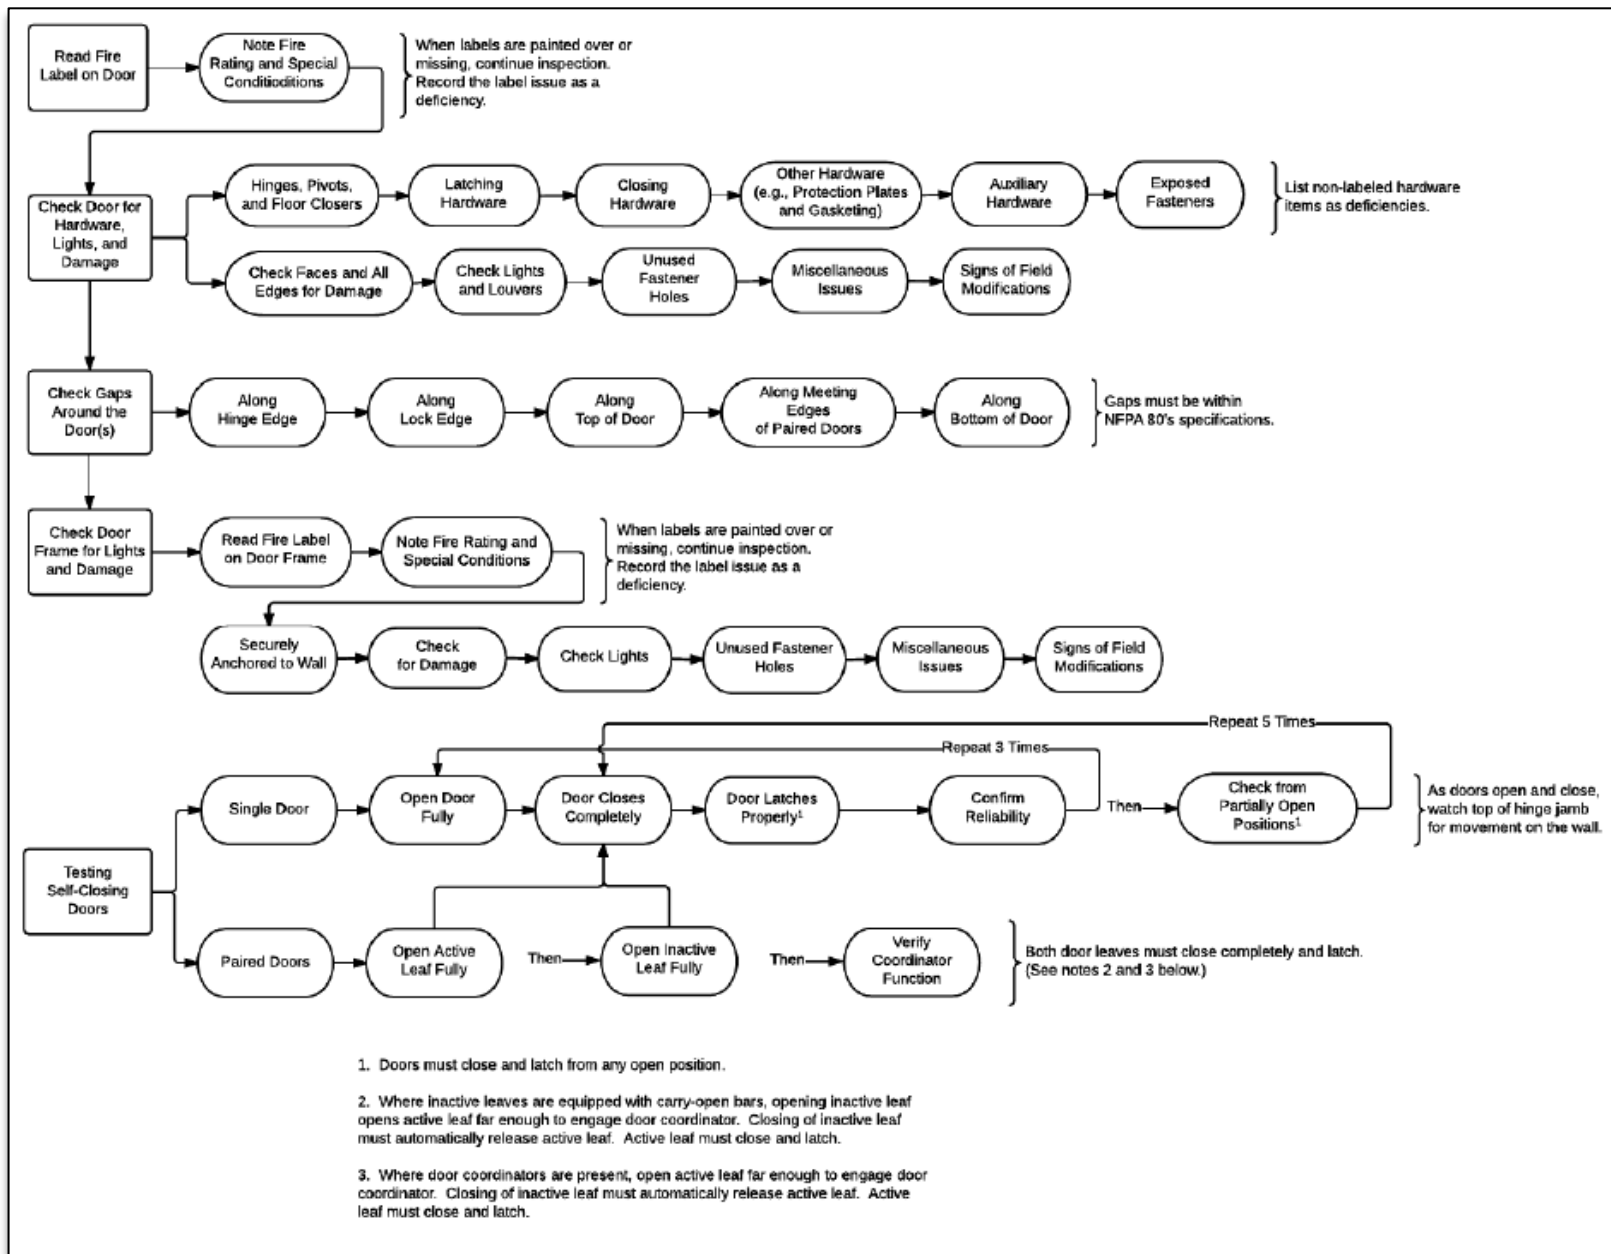 Read Fire
Label on Door
Note Fire
Rating and Special
Conditioditions
When labels are painted over or
missing, continue inspection.
Record the label issue as a
deficiency.
Check Door for
Hardware,
Lights, and
Damage
Hinges, Pivots,
and Floor Closers
Latching
Hardware
Closing
Hardware
Other Hardware
(e.g., Protection Plates
and Gasketing)
Auxiliary
Hardware
Exposed
Fasteners
List non-labeled hardware
items as deficiencies.
Check Faces and All
Edges for Damage
Check Lights
and Louvers
Unused
Fastener
Holes
Miscellaneous
Issues
Signs of Field
Modifications
Check Gaps
Around the
Door(s)
Along
Hinge Edge
Along
Lock Edge
Along
Top of Door
Along Meeting
Edges
of Paired Doors
Along
Bottom of Door
Gaps must be within
NFPA 80's specifications.
Check Door
Frame for Lights
and Damage
Read Fire Label
on Door Frame
Note Fire Rating and
Special Conditions
When labels are painted over or
missing, continue inspection.
Record the label issue as a
deficiency.
Securely
Anchored to Wall
Check
for Damage
Check Lights
Unused Fastener
Holes
Miscellaneous
Issues
Signs of Field
Modifications
Repeat 5 Times
Repeat 3 Times
Testing
Self-Closing
Doors
Single Door
Open Door
Fully
Door Closes
Completely
Door Latches
Properly¹
Confirm
Reliability
Then
Check from
Partially Open
Positions¹
As doors open and close,
watch top of hinge jamb
for movement on the wall.
Paired Doors
Open Active
Leaf Fully
Then
Open Inactive
Leaf Fully
Then
Verify
Coordinator
Function
Both door leaves must close completely and latch.
(See notes 2 and 3 below.)
1. Doors must close and latch from any open position.
2. Where inactive leaves are equipped with carry-open bars, opening inactive leaf
opens active leaf far enough to engage door coordinator. Closing of inactive leaf
must automatically release active leaf. Active leaf must close and latch.
3. Where door coordinators are present, open active leaf far enough to engage door
coordinator. Closing of inactive leaf must automatically release active leaf. Active
leaf must close and latch.